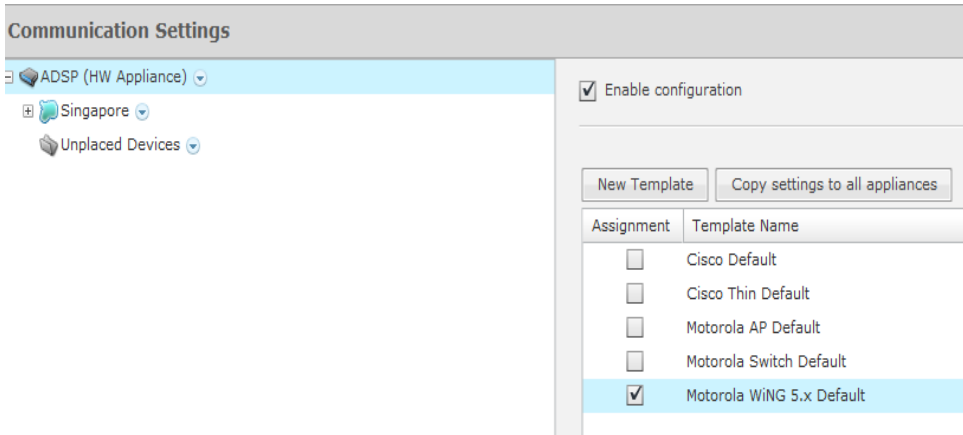 Communication Settings
ADSP (HW Appliance)
Singapore
Unplaced Devices
Enable configuration
New Template
Copy settings to all appliances
Assignment
Template Name
Cisco Default
Cisco Thin Default
Motorola AP Default
Motorola Switch Default
Motorola WiNG 5.x Default